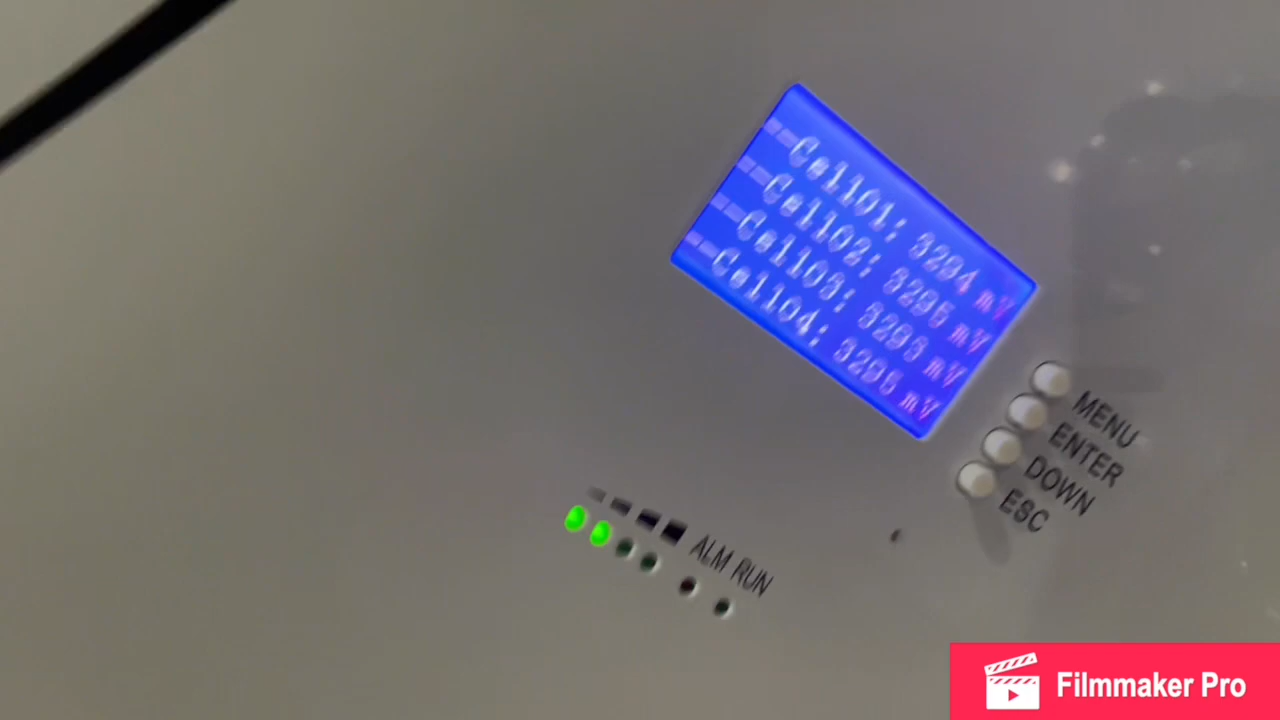 Cell01: 3294 mV
Cell02: 3295 mV
Cell03: 3293 mV
Cell04: 3295 mV
MENU
ENTER
DOWN
ESC
ALM RUN
Filmmaker Pro